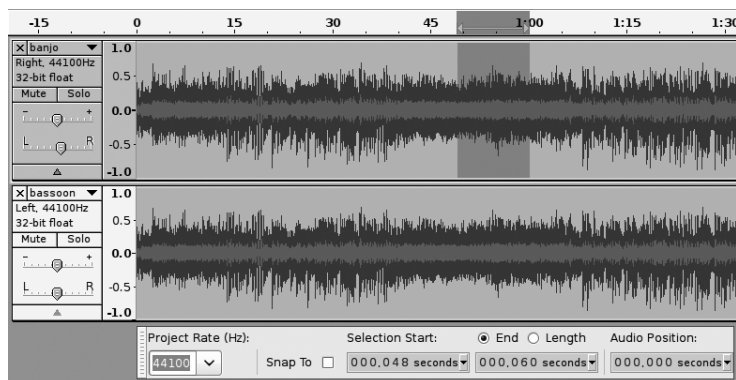 -15 0 15 30 45 1:00 1:15 1:30
X banjo
Right, 44100Hz
32-bit float
Mute Solo
- +
L R
1.0
0.5-
0.0-
-0.5-
-1.0
X bassoon
Left, 44100Hz
32-bit float
Mute Solo
- +
L R
1.0
0.5-
0.0-
-0.5-
-1.0
Project Rate (Hz): Selection Start: End Length Audio Position:
44100 Snap To 000,048 seconds 000,060 seconds 000,000 seconds